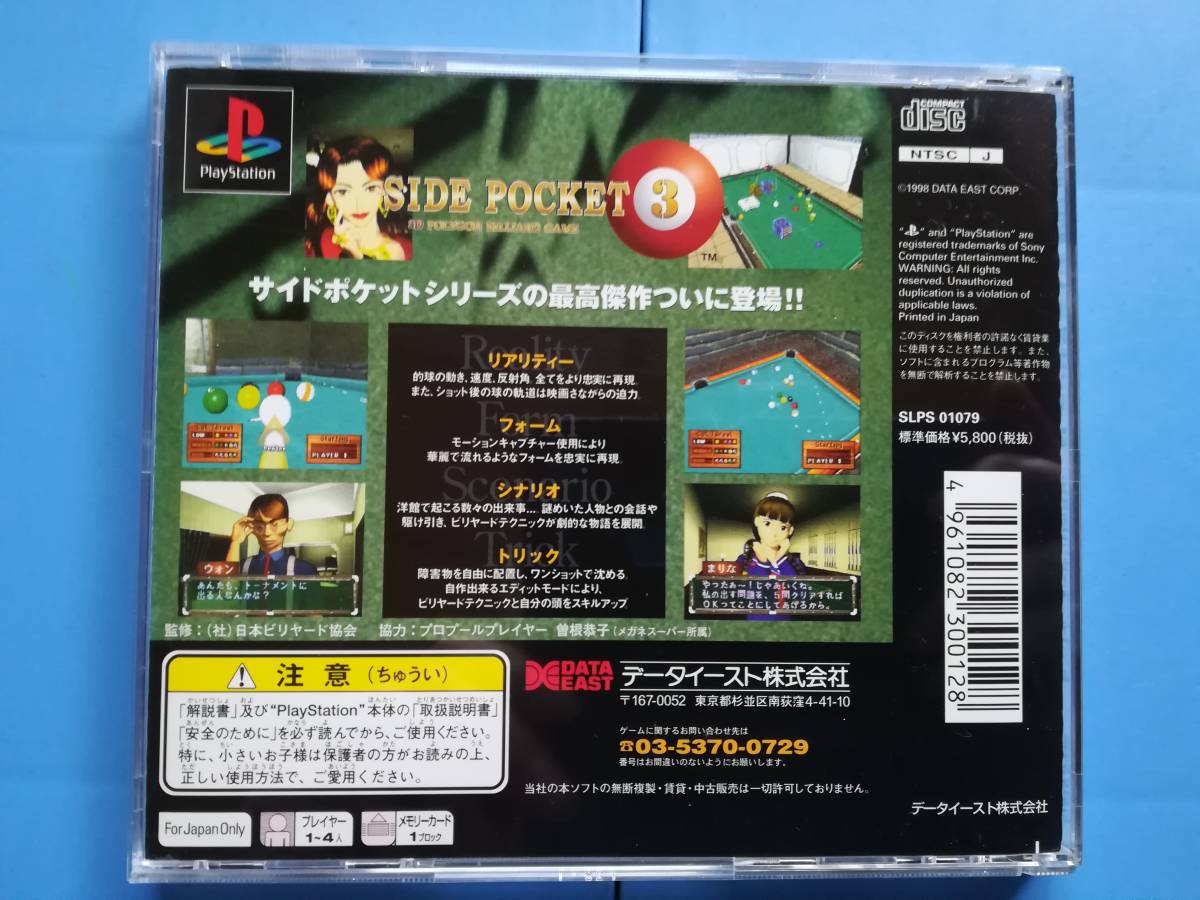 PlayStation
SIDE POCKET 3
3D POLYGON BILLIARD GAME
TM
サイドポケットシリーズの最高傑作ついに登場!!
Reality
リアリティー
的球の動き、速度、反射角、全てをより忠実に再現。
また、ショット後の球の軌道は映画さながらの迫力。
Form
フォーム
モーションキャプチャー使用により
華麗で流れるようなフォームを忠実に再現。
Scenario
シナリオ
洋館で起こる数々の出来事…。謎めいた人物との会話や
駆け引き、ビリヤードテクニックが劇的な物語を展開。
Trick
トリック
障害物を自由に配置し、ワンショットで沈める。
自作出来るエディットモードにより、
ビリヤードテクニックと自分の頭をスキルアップ
PLAYER 1
PLAYER 1
ウォン
あんたも、トーナメントに
出る人なんかな?
まりな
やったぁー!じゃあいくね。
私の出す問題を、5問クリアすれば
OKってことにしてあげるから。
監修:(社)日本ビリヤード協会
協力:プロプールプレイヤー 曽根恭子(メガネスーパー所属)
COMPACT
disc
NTSC J
©1998 DATA EAST CORP.
" " and "PlayStation" are
registered trademarks of Sony
Computer Entertainment Inc.
WARNING: All rights
reserved. Unauthorized
duplication is a violation of
applicable laws.
Printed in Japan
このディスクを権利者の許諾なく賃貸業
に使用することを禁止します。また、
ソフトに含まれるプログラム等著作物
を無断で解析することを禁止します。
SLPS 01079
標準価格¥5,800(税抜)
4 961082 300128
注意(ちゅうい)
「解説書」及び"PlayStation"本体の「取扱説明書」
「安全のために」を必ず読んでから、ご使用ください。
特に、小さいお子様は保護者の方がお読みの上、
正しい使用方法で、ご愛用ください。
For Japan Only
プレイヤー
1~4人
メモリーカード
1ブロック
DATA
EAST
データイースト株式会社
〒167-0052 東京都杉並区南荻窪4-41-10
ゲームに関するお問い合わせ先は
☎03-5370-0729
番号はお間違いのないようにお願いします。
当社の本ソフトの無断複製・賃貸・中古販売は一切許可しておりません。
データイースト株式会社